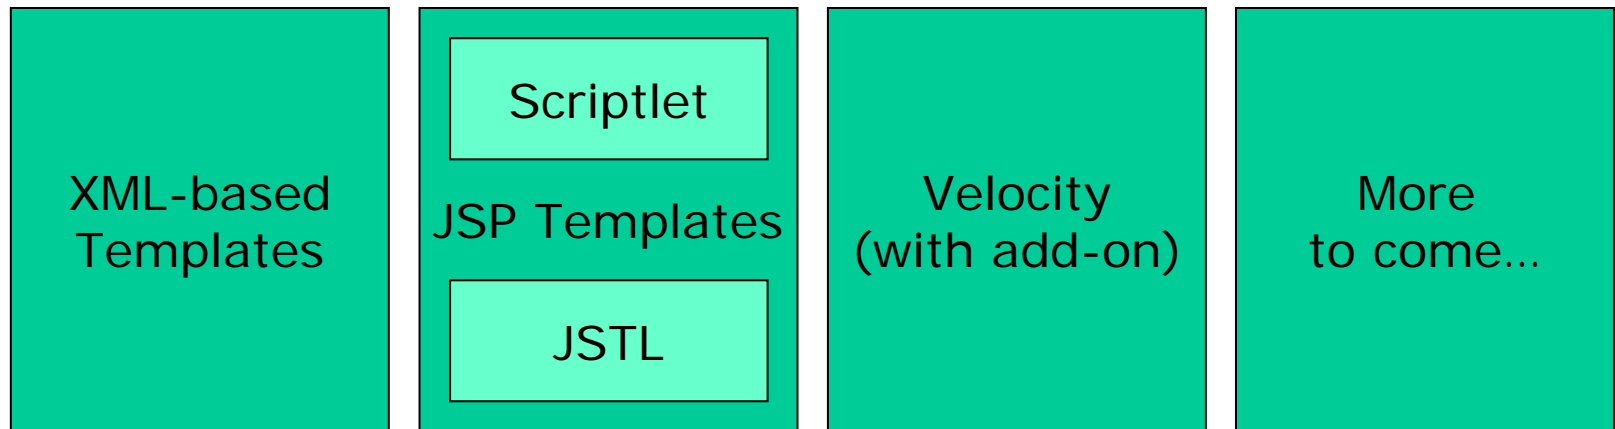 XML-based
Templates
Scriptlet
JSP Templates
JSTL
Velocity
(with add-on)
More
to come...